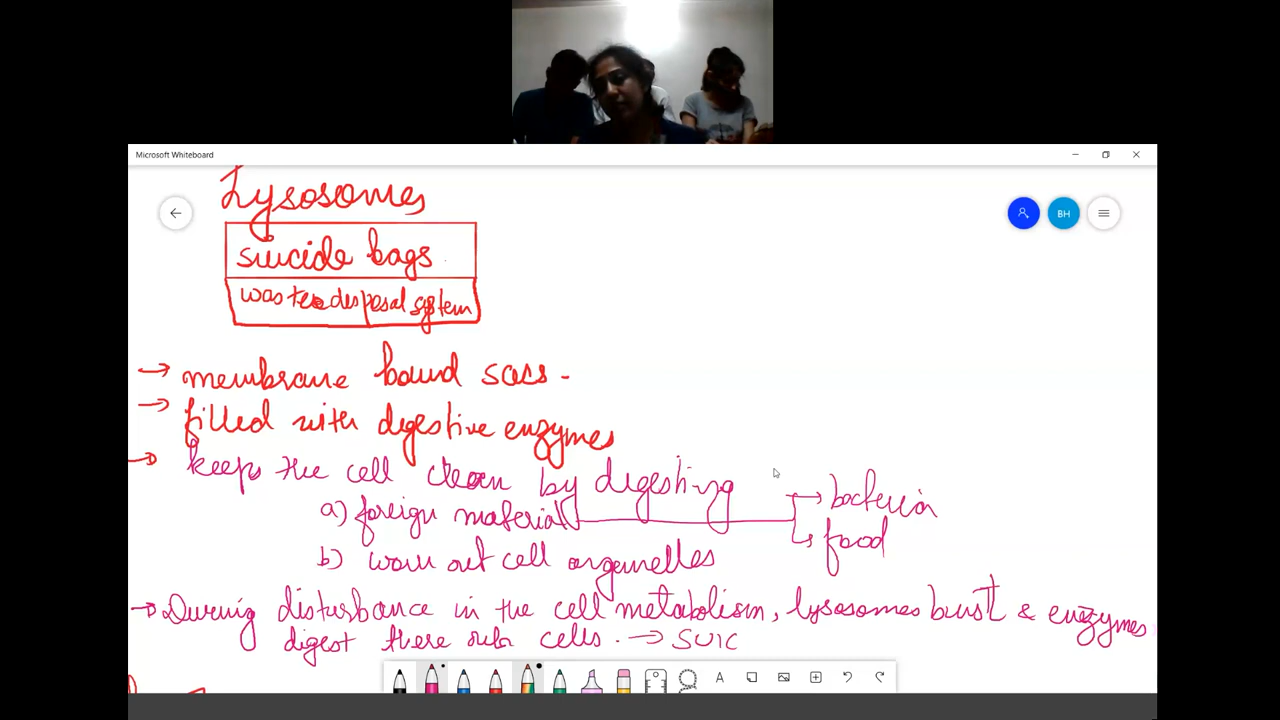 Microsoft Whiteboard
BH
Lysosomes
suicide bags
waste disposal system
→ membrane bound sacs.
→ filled with digestive enzymes
→ keeps the cell clean by digesting
a) foreign material → bacteria
→ food
b) worn out cell organelles
→ During disturbance in the cell metabolism, lysosomes burst & enzymes
digest there own cells. → SUIC
A